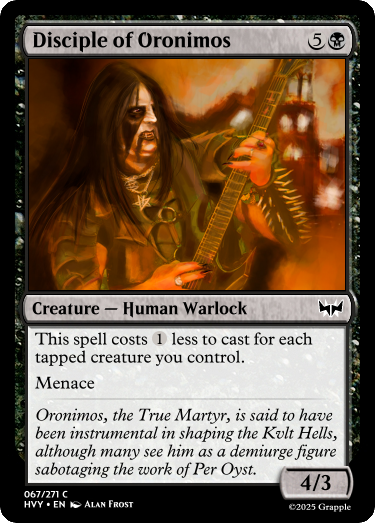 Disciple of Oronimos 5
Creature — Human Warlock
This spell costs 1 less to cast for each
tapped creature you control.
Menace
Oronimos, the True Martyr, is said to have
been instrumental in shaping the Kvlt Hells,
although many see him as a demiurge figure
sabotaging the work of Per Oyst.
4/3
067/271 C
HVY • EN Alan Frost
©2025 Grapple